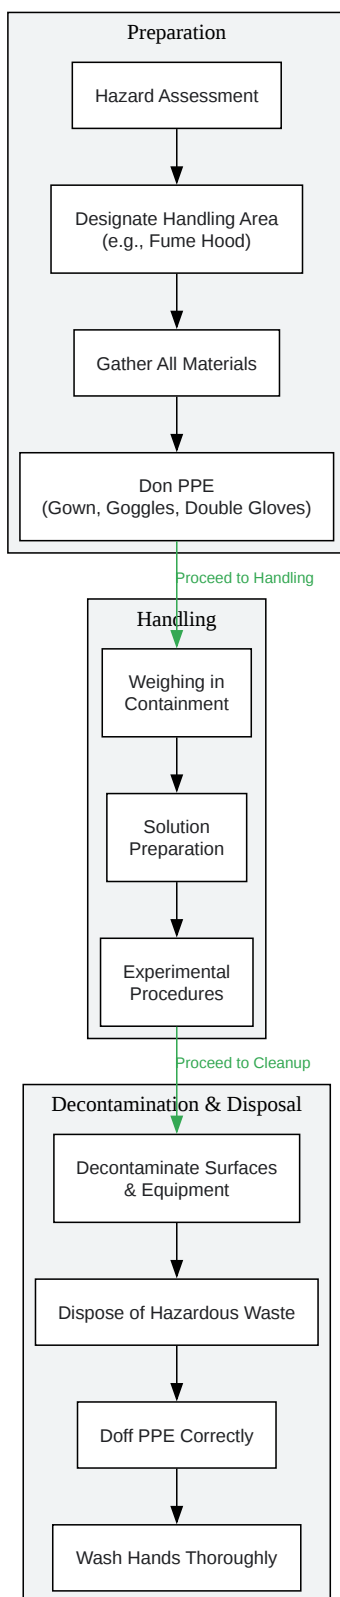 Preparation
Hazard Assessment
Designate Handling Area
(e.g., Fume Hood)
Gather All Materials
Don PPE
(Gown, Goggles, Double Gloves)
Proceed to Handling
Handling
Weighing in
Containment
Solution
Preparation
Experimental
Procedures
Proceed to Cleanup
Decontamination & Disposal
Decontaminate Surfaces
& Equipment
Dispose of Hazardous Waste
Doff PPE Correctly
Wash Hands Thoroughly